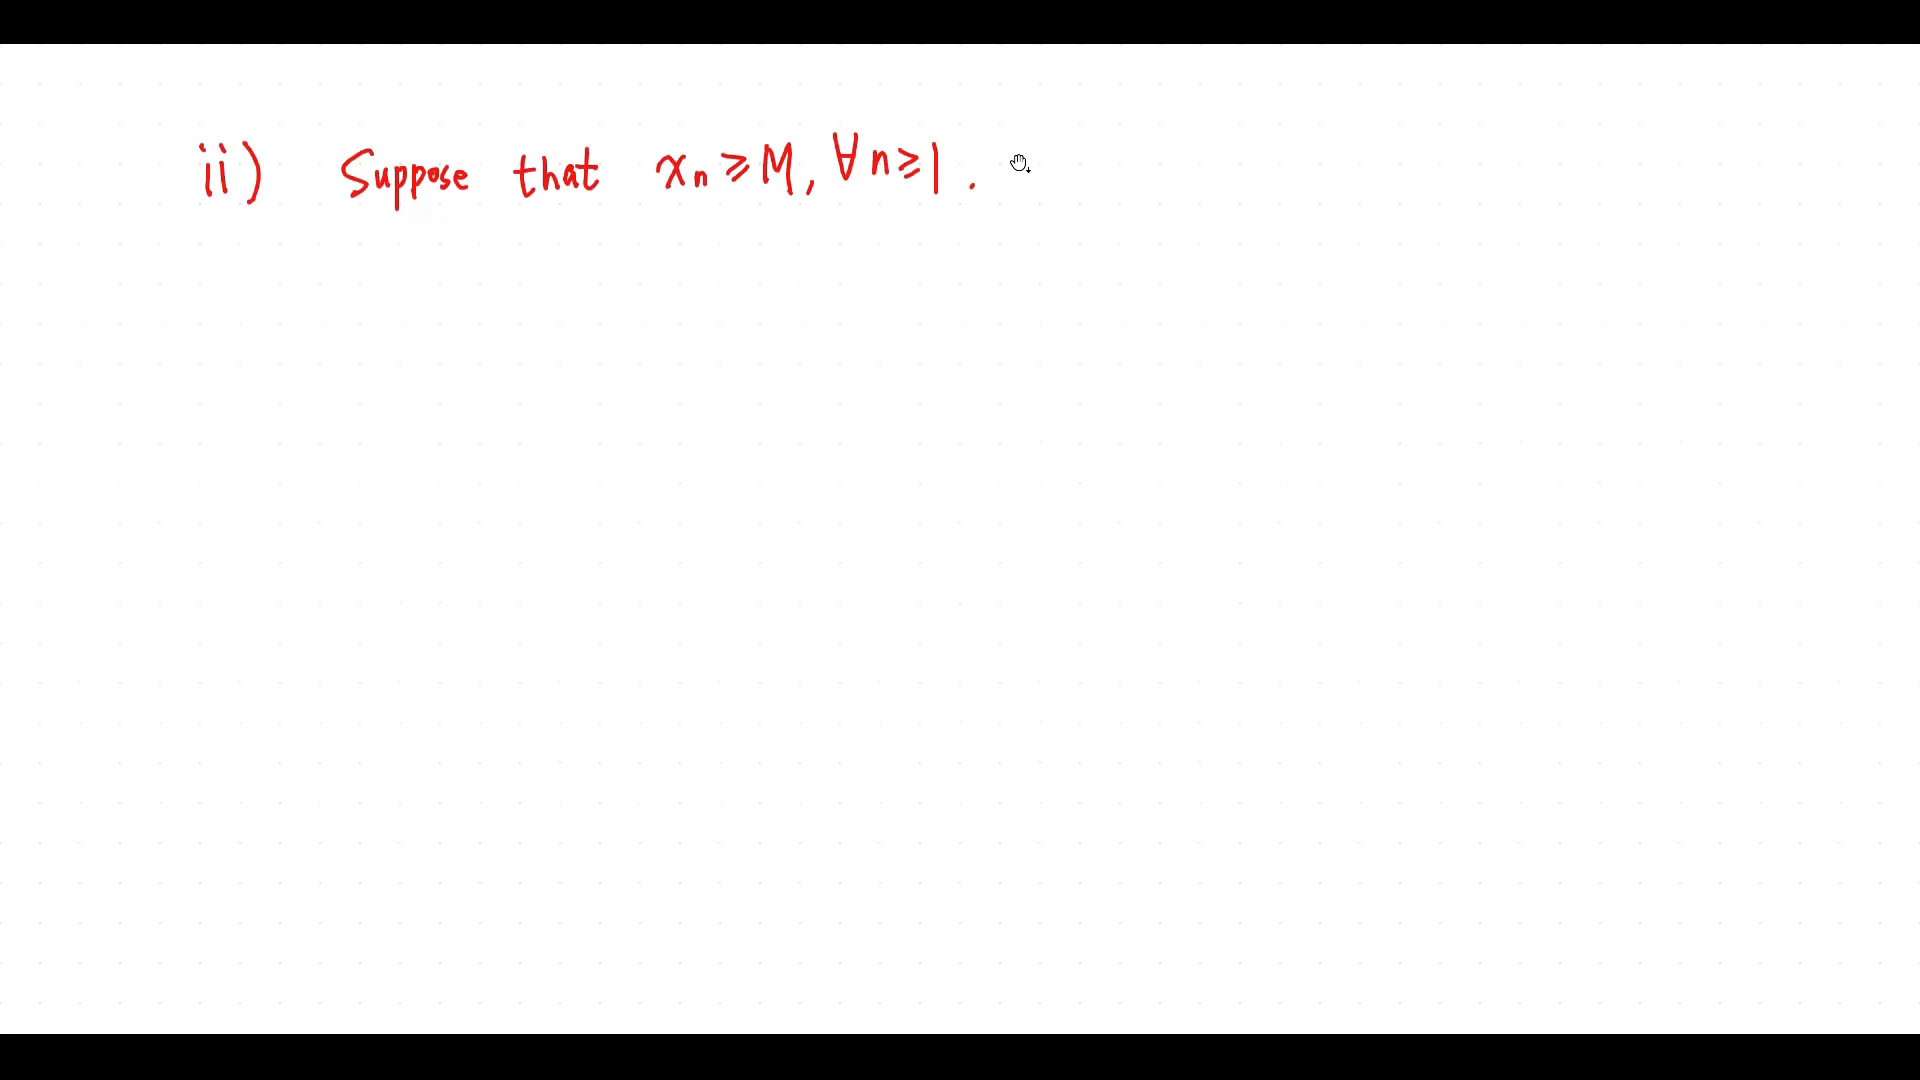 ii) Suppose that xₙ ⩾ M, ∀ n ⩾ 1 .